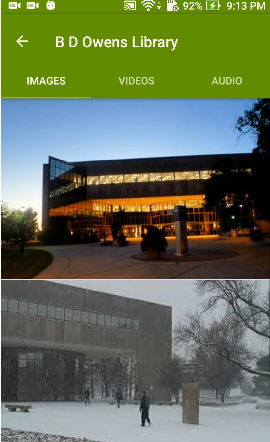 92% 9:13 PM
B D Owens Library
IMAGES VIDEOS AUDIO